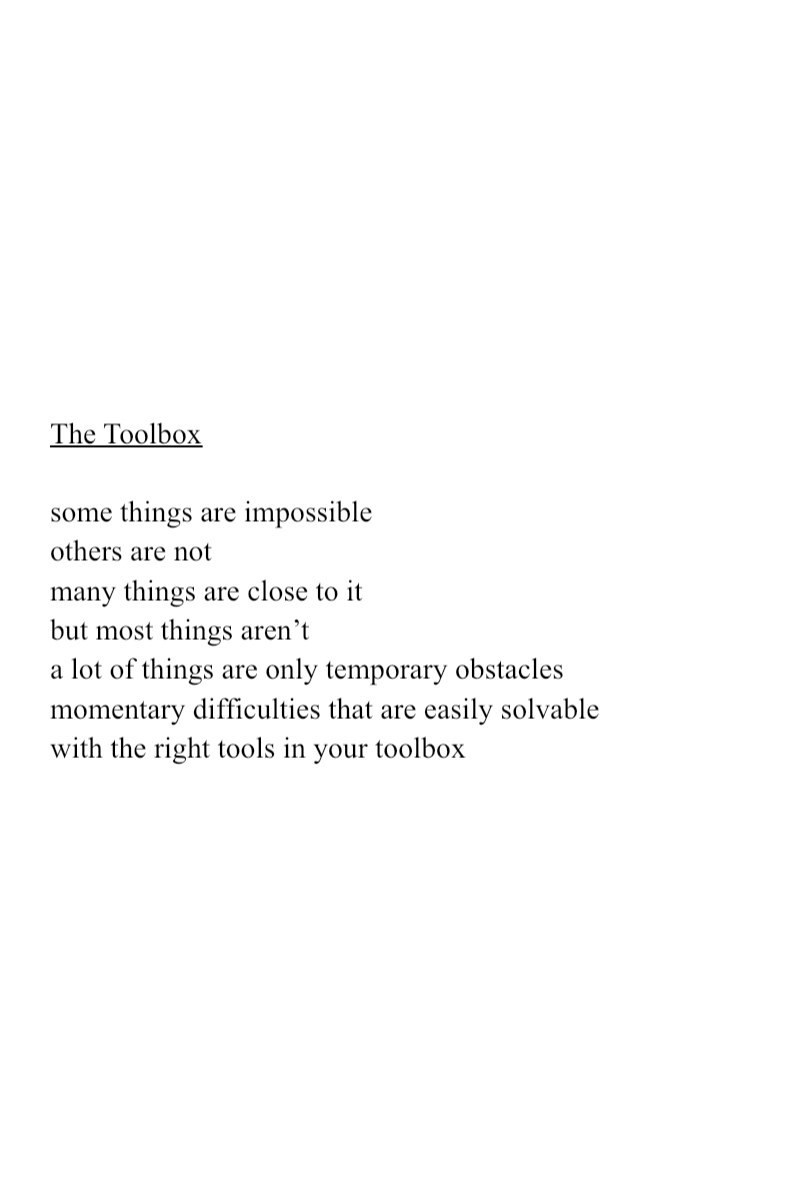 The Toolbox
some things are impossible
others are not
many things are close to it
but most things aren’t
a lot of things are only temporary obstacles
momentary difficulties that are easily solvable
with the right tools in your toolbox